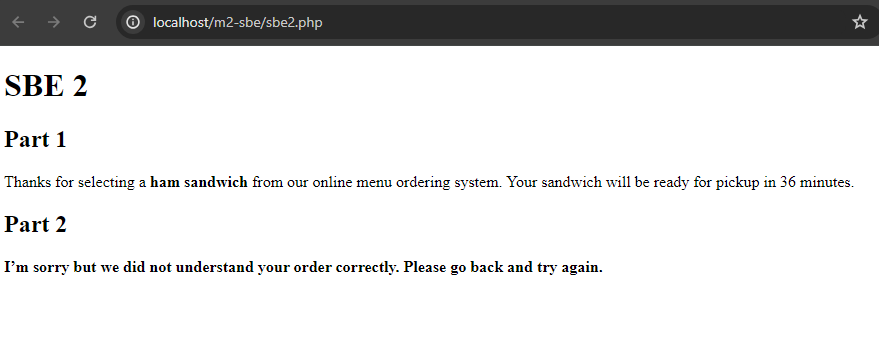 localhost/m2-sbe/sbe2.php
SBE 2
Part 1
Thanks for selecting a ham sandwich from our online menu ordering system. Your sandwich will be ready for pickup in 36 minutes.
Part 2
I’m sorry but we did not understand your order correctly. Please go back and try again.